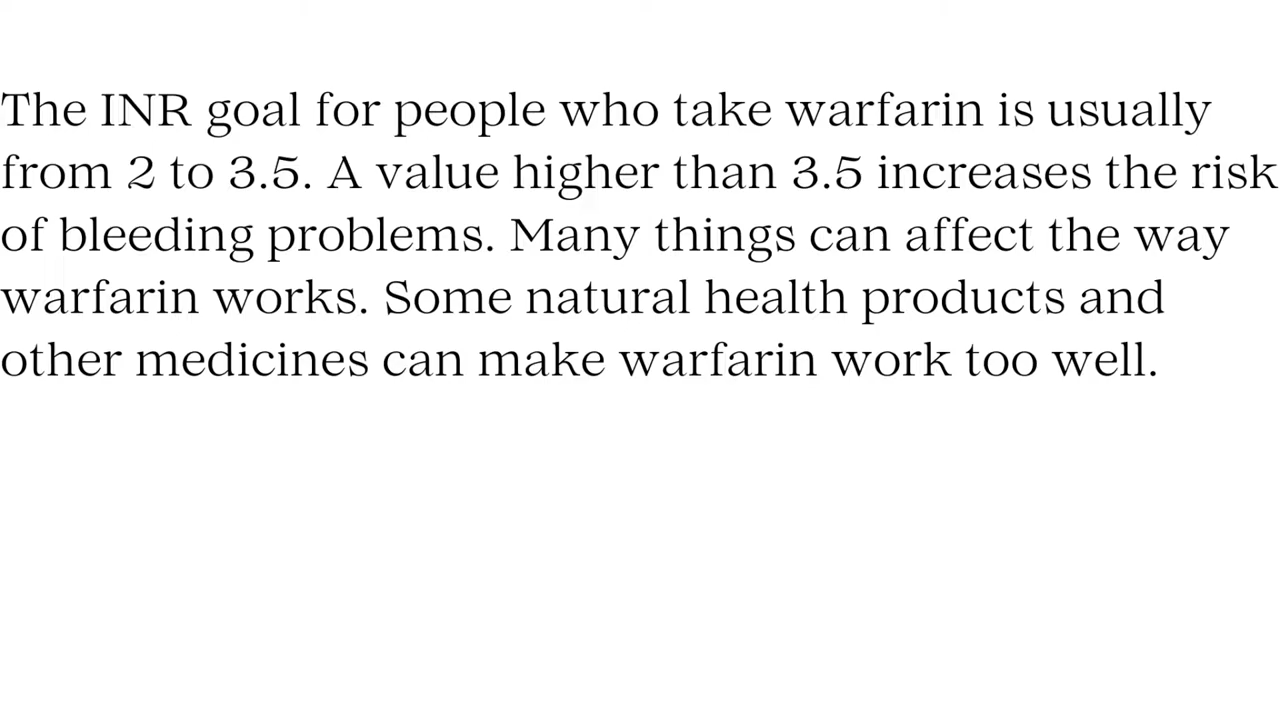 The INR goal for people who take warfarin is usually
from 2 to 3.5. A value higher than 3.5 increases the risk
of bleeding problems. Many things can affect the way
warfarin works. Some natural health products and
other medicines can make warfarin work too well.